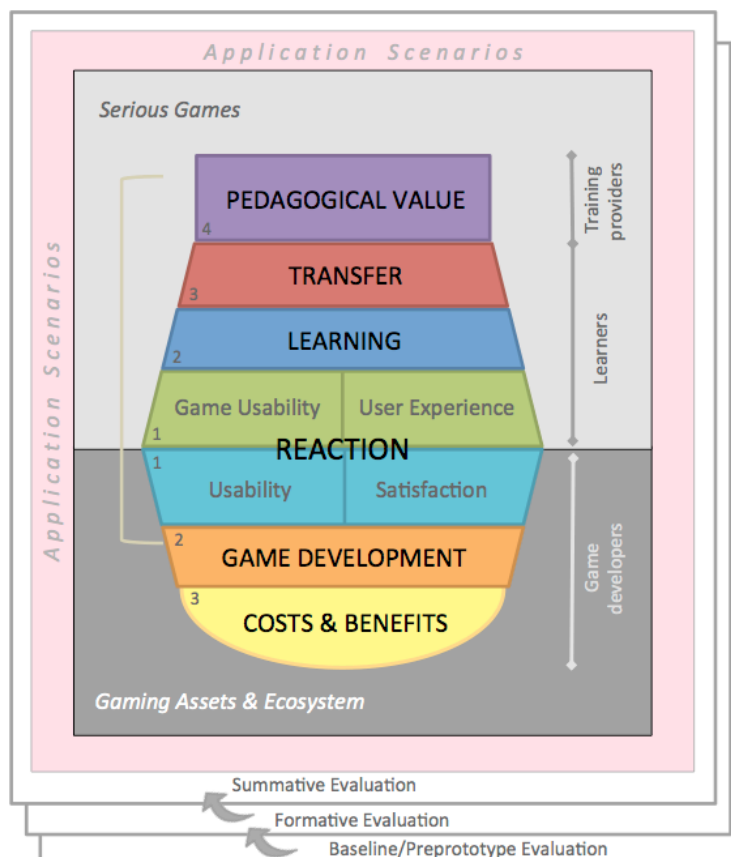 Application Scenarios
Application Scenarios
Serious Games
PEDAGOGICAL VALUE
4
TRANSFER
3
LEARNING
2
Game Usability
User Experience
1
REACTION
1
Usability
Satisfaction
2
GAME DEVELOPMENT
3
COSTS & BENEFITS
Training
providers
Learners
Game
developers
Gaming Assets & Ecosystem
Summative Evaluation
Formative Evaluation
Baseline/Preprototype Evaluation